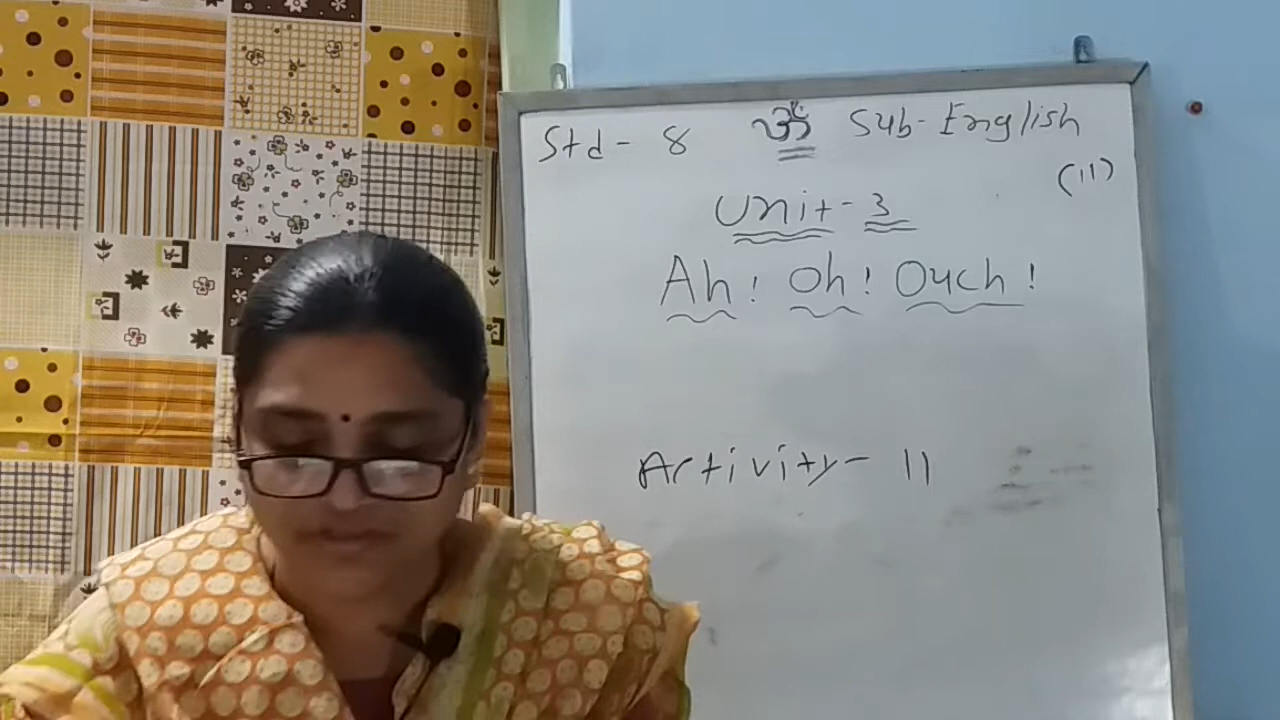 Std - 8 ॐ Sub - English
(11)
Unit - 3
Ah! Oh! Ouch!
Activity - 11